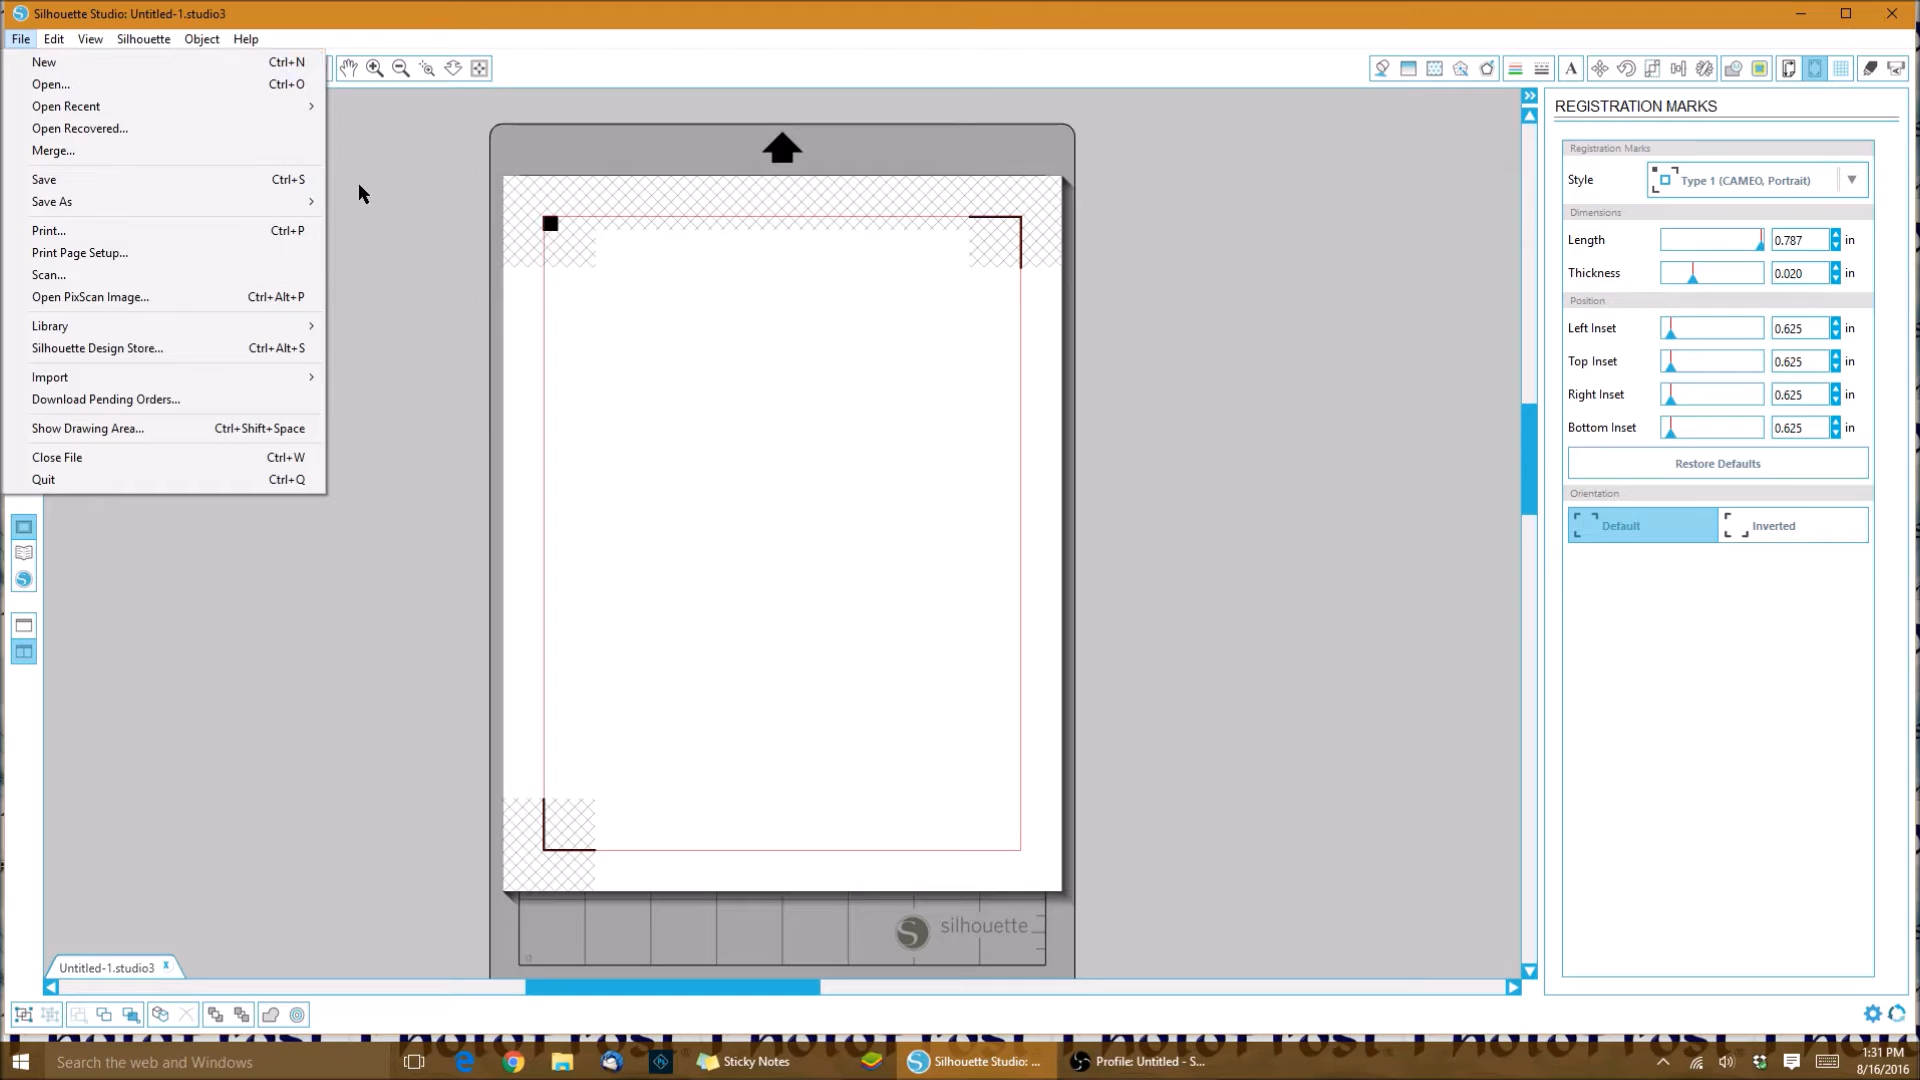 Silhouette Studio: Untitled-1.studio3
File Edit View Silhouette Object Help
New Ctrl+N
Open... Ctrl+O
Open Recent
Open Recovered...
Merge...
Save Ctrl+S
Save As
Print... Ctrl+P
Print Page Setup...
Scan...
Open PixScan Image... Ctrl+Alt+P
Library
Silhouette Design Store... Ctrl+Alt+S
Import
Download Pending Orders...
Show Drawing Area... Ctrl+Shift+Space
Close File Ctrl+W
Quit Ctrl+Q
REGISTRATION MARKS
Registration Marks
Style Type 1 (CAMEO, Portrait)
Dimensions
Length 0.787 in
Thickness 0.020 in
Position
Left Inset 0.625 in
Top Inset 0.625 in
Right Inset 0.625 in
Bottom Inset 0.625 in
Restore Defaults
Orientation
Default Inverted
silhouette
Untitled-1.studio3 x
Search the web and Windows
Sticky Notes
Silhouette Studio: ...
Profile: Untitled - S...
1:31 PM
8/16/2016